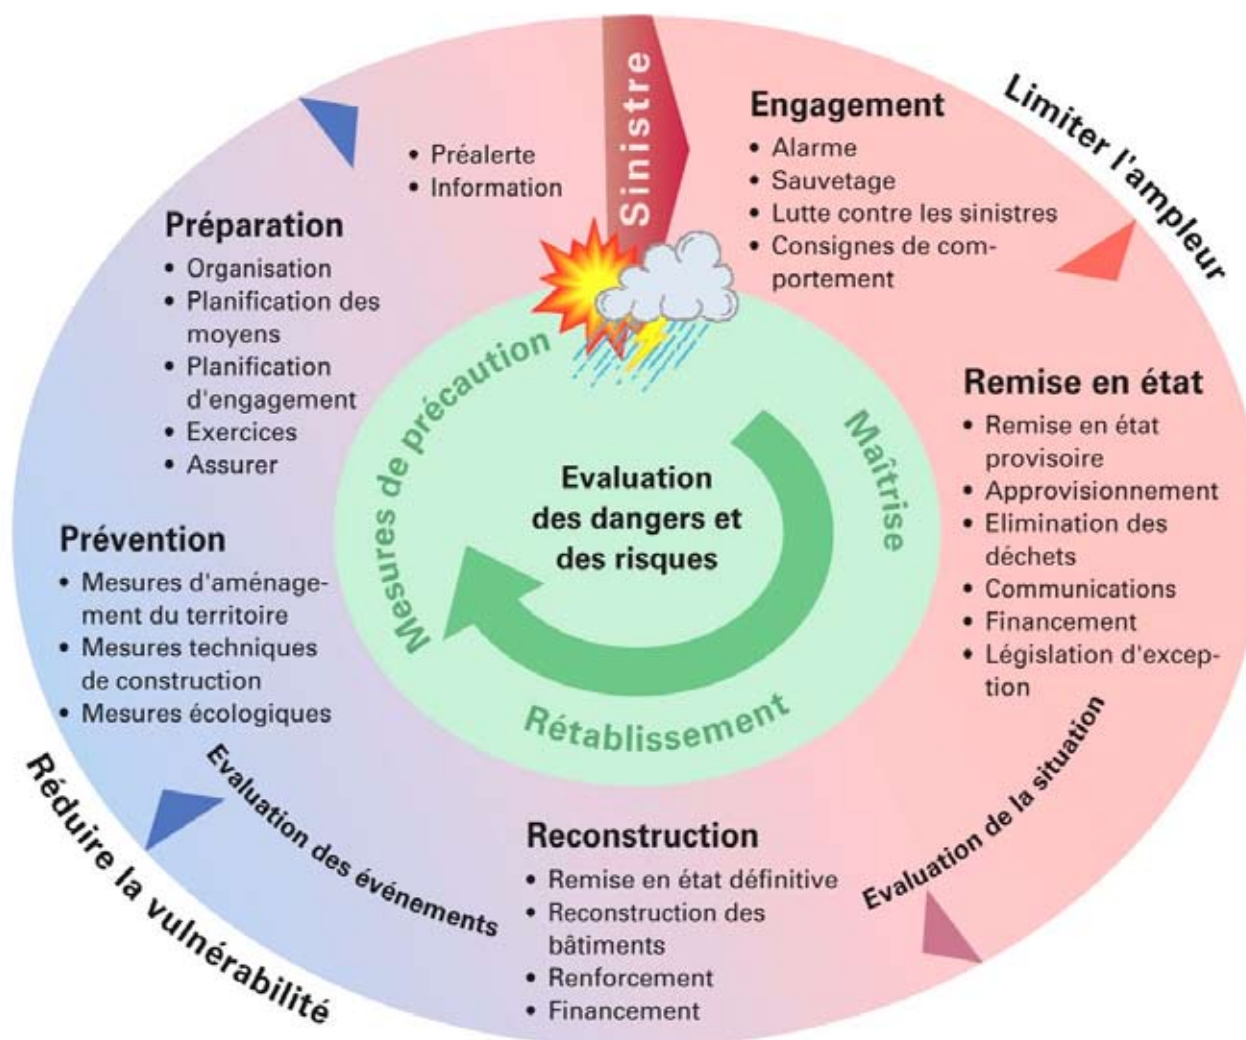 Sinistre
Engagement
• Alarme
• Sauvetage
• Lutte contre les sinistres
• Consignes de com-
portement
Limiter l'ampleur
Remise en état
• Remise en état
provisoire
• Approvisionnement
• Elimination des
déchets
• Communications
• Financement
• Législation d'excep-
tion
Evaluation de la situation
Reconstruction
• Remise en état définitive
• Reconstruction des
bâtiments
• Renforcement
• Financement
Evaluation des événements
Réduire la vulnérabilité
Prévention
• Mesures d'aménage-
ment du territoire
• Mesures techniques
de construction
• Mesures écologiques
Préparation
• Organisation
• Planification des
moyens
• Planification
d'engagement
• Exercices
• Assurer
• Préalerte
• Information
Mesures de précaution
Maîtrise
Rétablissement
Evaluation
des dangers et
des risques